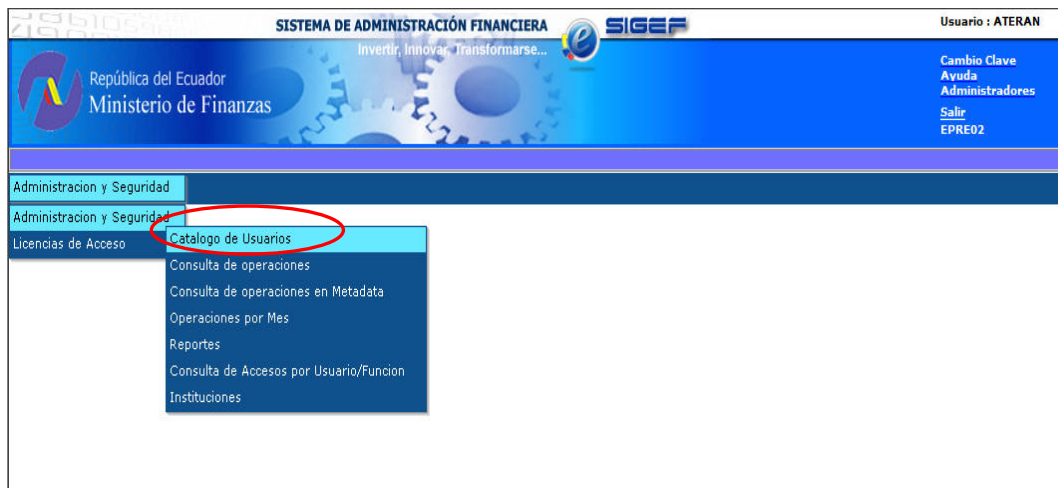 SISTEMA DE ADMINISTRACIÓN FINANCIERA
e SIGEF
Usuario : ATERAN
Invertir, Innovar, Transformarse...
República del Ecuador
Ministerio de Finanzas
Cambio Clave
Ayuda
Administradores
Salir
EPRE02
Administracion y Seguridad
Administracion y Seguridad
Licencias de Acceso
Catalogo de Usuarios
Consulta de operaciones
Consulta de operaciones en Metadata
Operaciones por Mes
Reportes
Consulta de Accesos por Usuario/Funcion
Instituciones